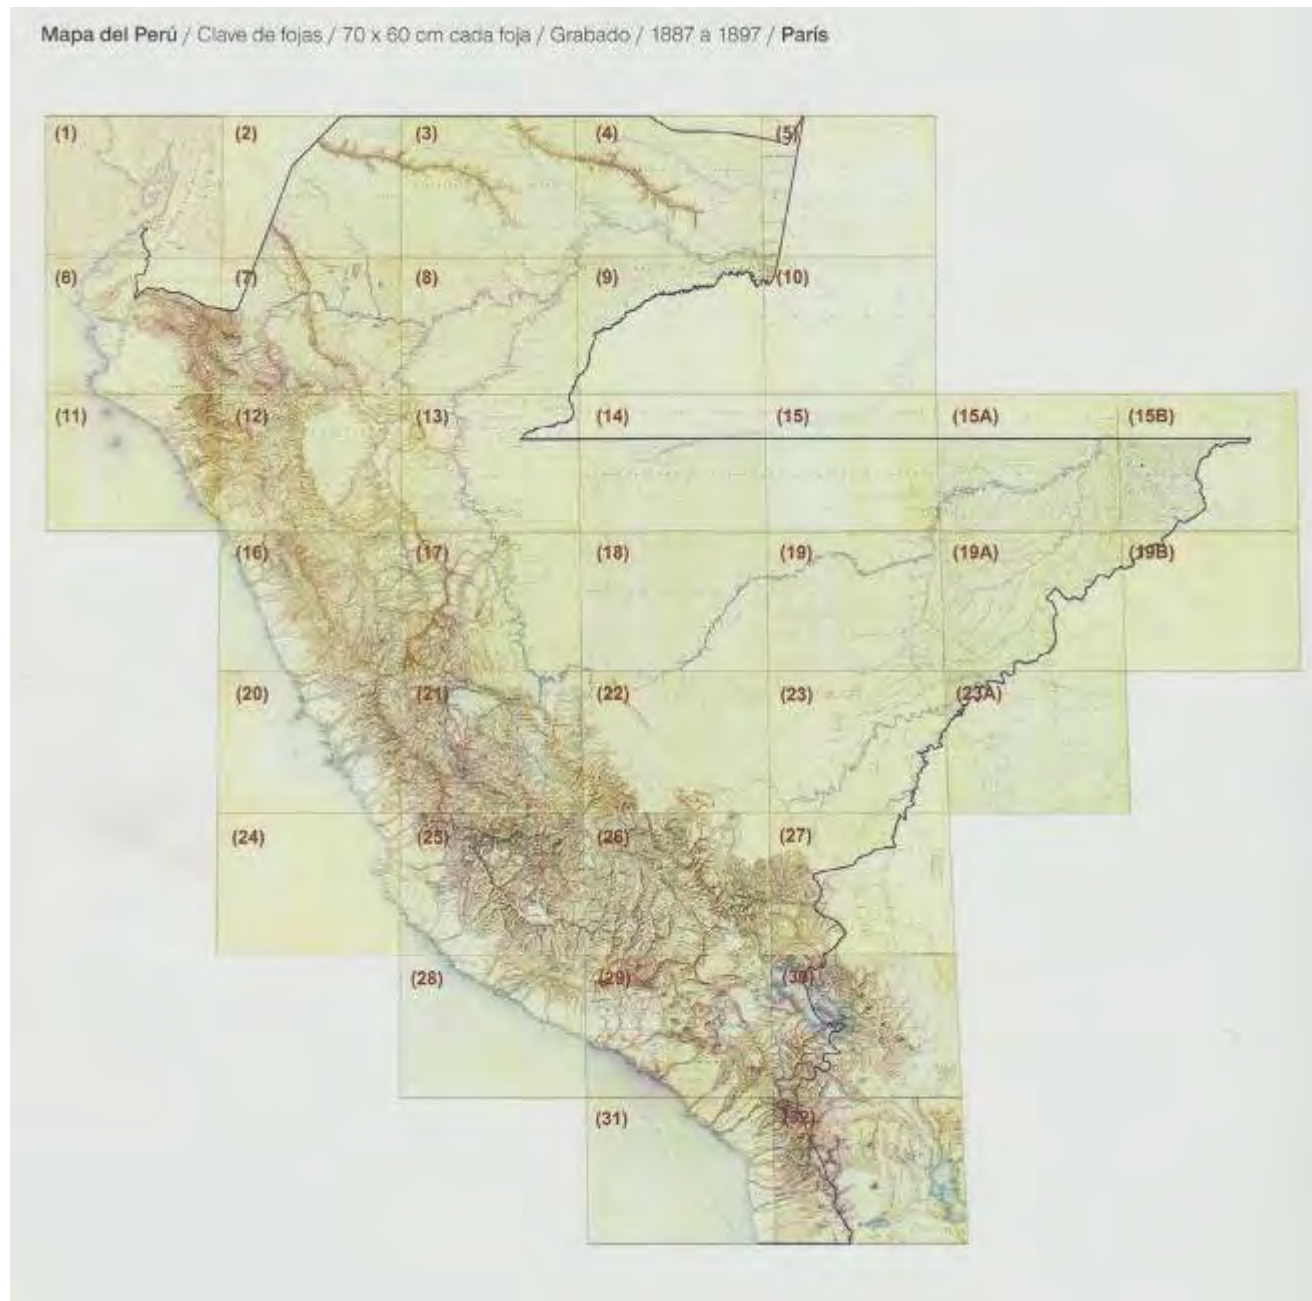 Mapa del Perú / Clave de fojas / 70 x 60 cm cada foja / Grabado / 1887 a 1897 / París
(1) (2) (3) (4) (5)
(6) (7) (8) (9) (10)
(11) (12) (13) (14) (15) (15A) (15B)
(16) (17) (18) (19) (19A) (19B)
(20) (21) (22) (23) (23A)
(24) (25) (26) (27)
(28) (29) (30)
(31) (32)